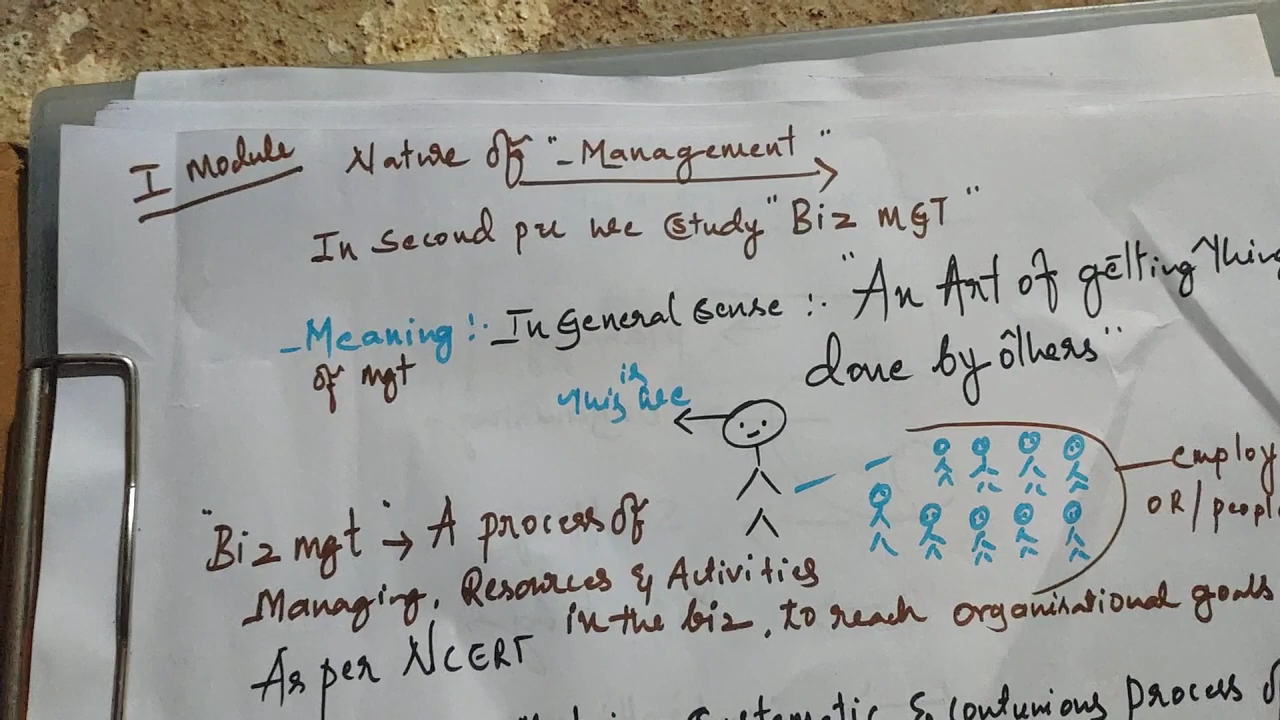 I Module Nature of "Management"
In second pu we study "Biz MGT"
Meaning :- In General Sense :- "An Art of getting thin
of mgt
done by others"
This is we
employ
OR/peopl
"Biz mgt" → A process of
Managing, Resources & Activities
in the biz, to reach organisational goals
As per NCERT
Systematic & contunious process o